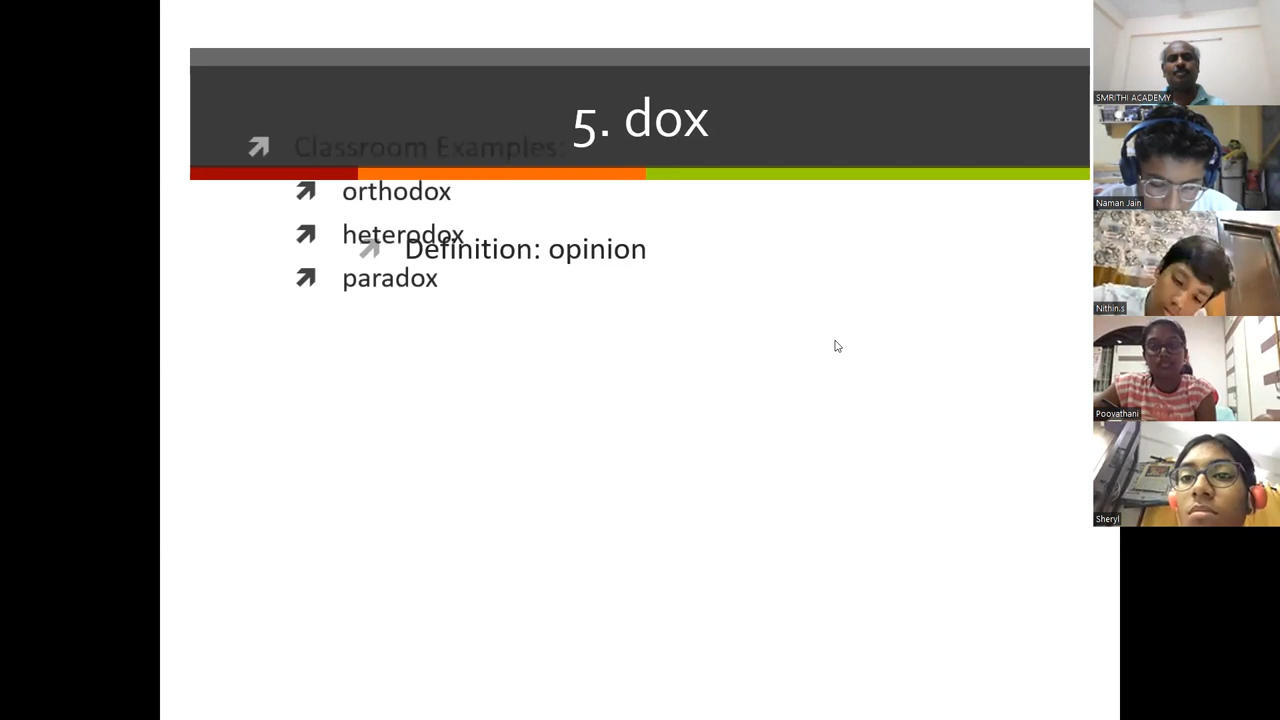 5. dox
Classroom Examples:
orthodox
heterodox
Definition: opinion
paradox
SMRITHI ACADEMY
Naman Jain
Nithin.s
Poovathani
Sheryl